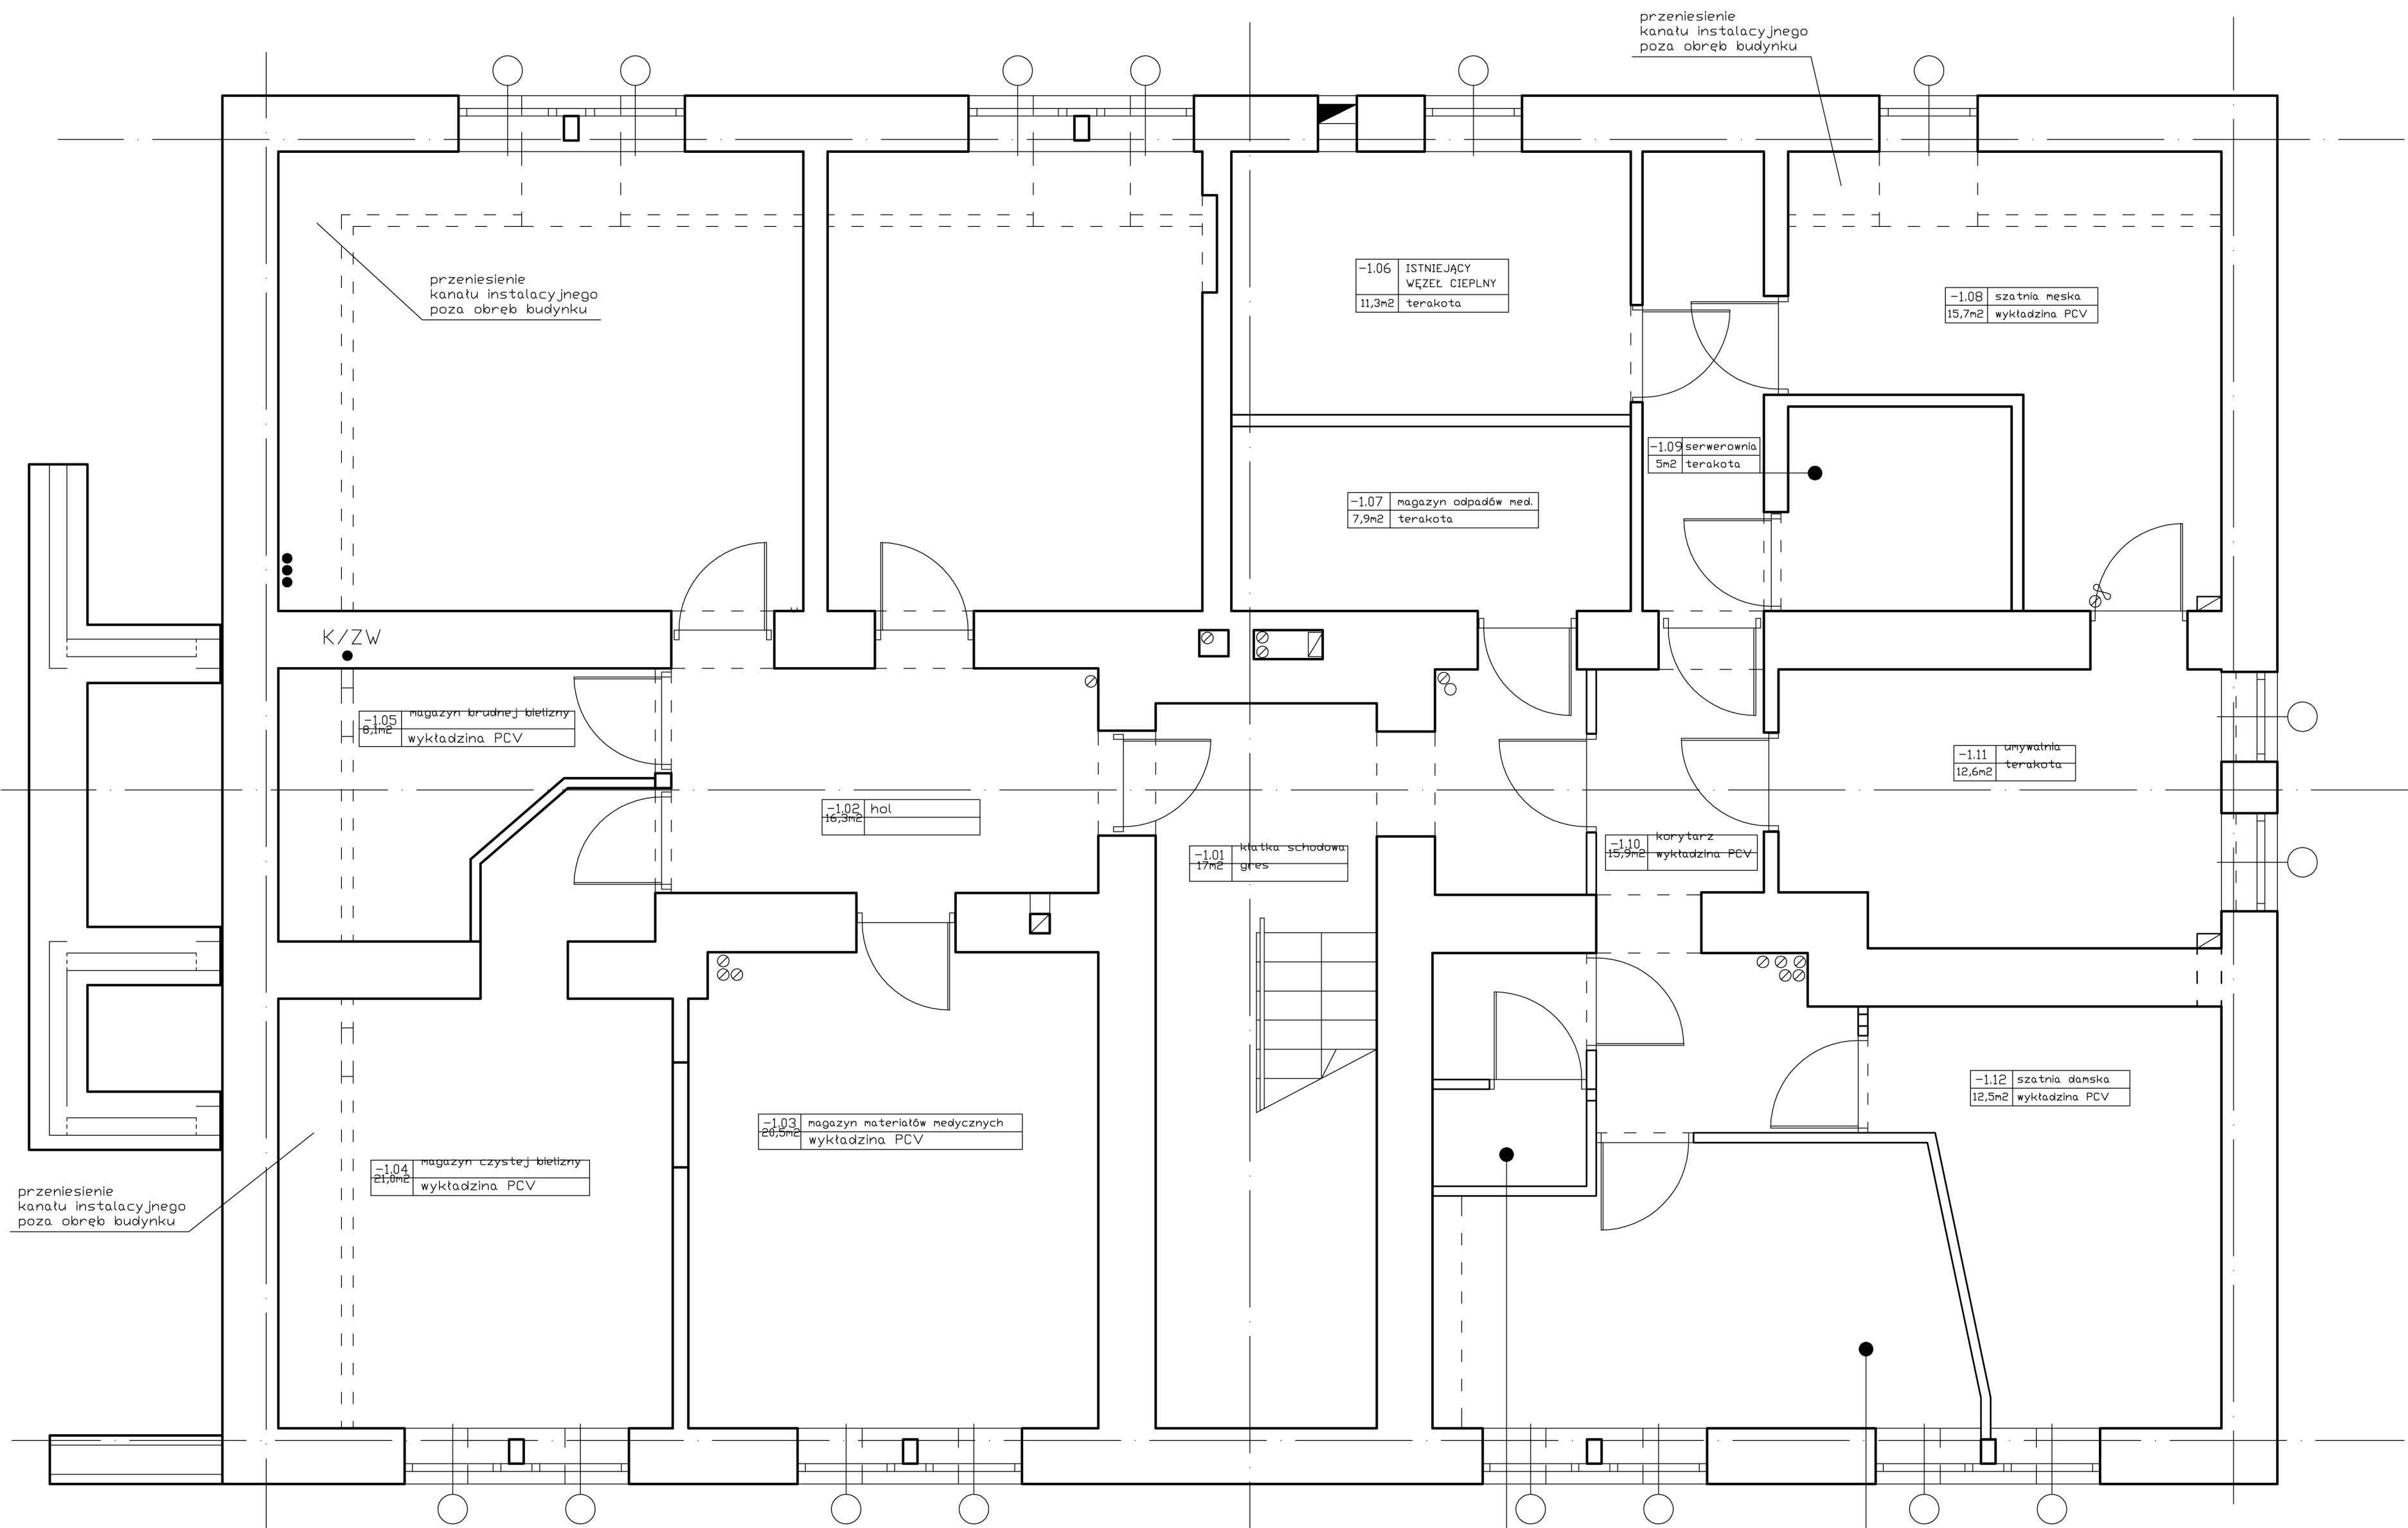 przeniesienie
kanału instalacyjnego
poza obręb budynku
przeniesienie
kanału instalacyjnego
poza obręb budynku
-1.06 ISTNIEJĄCY
WĘZEŁ CIEPLNY
11,3m2 terakota
-1.08 szatnia męska
15,7m2 wykładzina PCV
-1.09 serwerownia
5m2 terakota
-1.07 magazyn odpadów med.
7,9m2 terakota
K/ZW
-1.05 magazyn brudnej bielizny
8,1m2 wykładzina PCV
-1.02 hol
16,3m2
-1.01 klatka schodowa
17m2 gres
-1.10 korytarz
15,9m2 wykładzina PCV
-1.11 umywalnia
12,6m2 terakota
-1.12 szatnia damska
12,5m2 wykładzina PCV
-1.03 magazyn materiałów medycznych
20,5m2 wykładzina PCV
-1.04 magazyn czystej bielizny
21,0m2 wykładzina PCV
przeniesienie
kanału instalacyjnego
poza obręb budynku